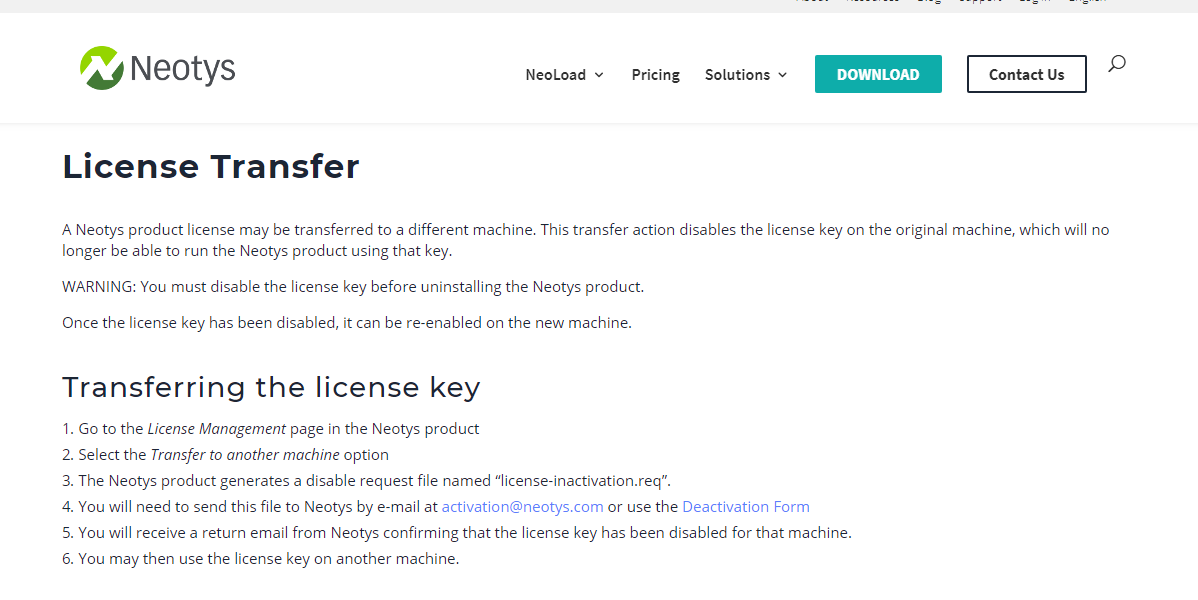 About Resources Blog Support Log in English
Neotys
NeoLoad Pricing Solutions DOWNLOAD Contact Us
License Transfer
A Neotys product license may be transferred to a different machine. This transfer action disables the license key on the original machine, which will no
longer be able to run the Neotys product using that key.
WARNING: You must disable the license key before uninstalling the Neotys product.
Once the license key has been disabled, it can be re-enabled on the new machine.
Transferring the license key
1. Go to the License Management page in the Neotys product
2. Select the Transfer to another machine option
3. The Neotys product generates a disable request file named “license-inactivation.req”.
4. You will need to send this file to Neotys by e-mail at activation@neotys.com or use the Deactivation Form
5. You will receive a return email from Neotys confirming that the license key has been disabled for that machine.
6. You may then use the license key on another machine.